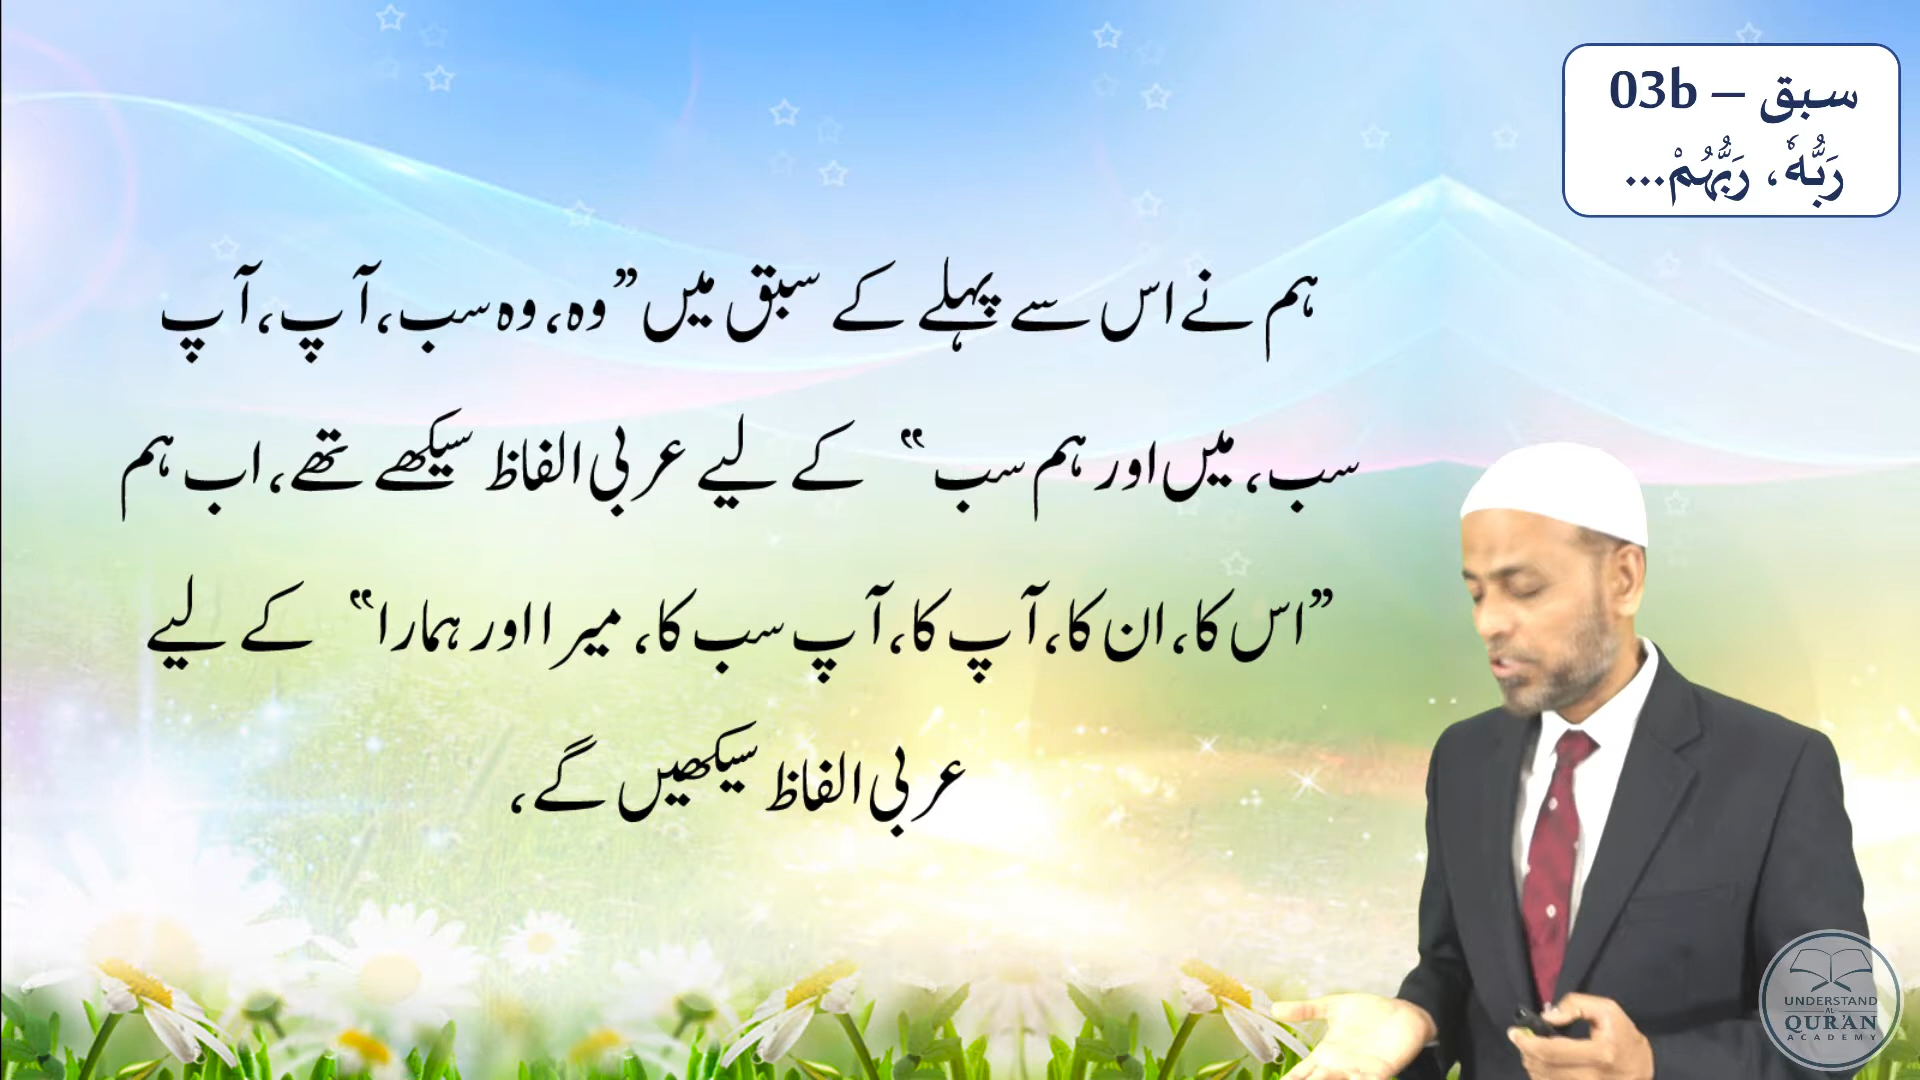 سبق – 03b
رَبُّهٗ، رَبُّهُمْ...
ہم نے اس سے پہلے کے سبق میں ”وہ، وہ سب، آپ، آپ
سب، میں اور ہم سب“ کے لیے عربی الفاظ سیکھے تھے، اب ہم
”اس کا، ان کا، آپ کا، آپ سب کا، میرا اور ہمارا“ کے لیے
عربی الفاظ سیکھیں گے،
UNDERSTAND
AL
QUR'AN
ACADEMY